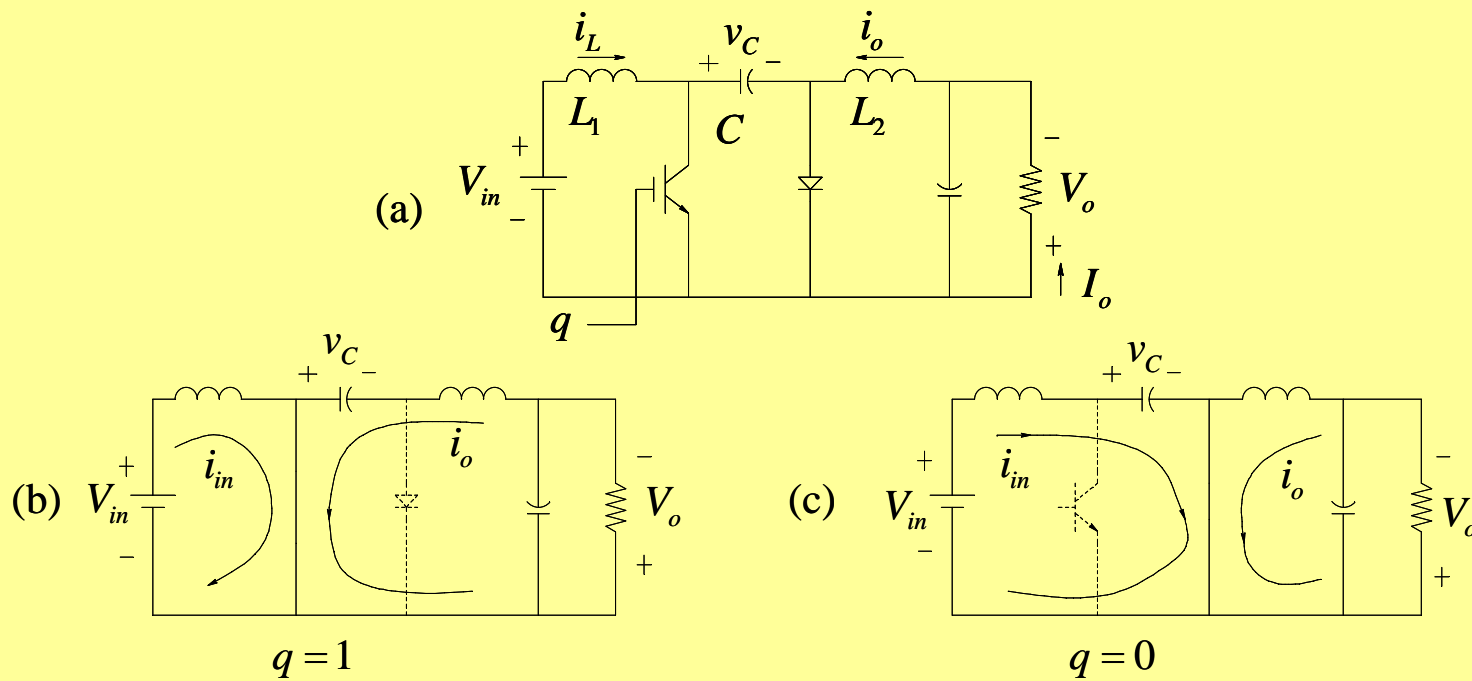 i_L v_C i_o
+ −
L_1 C L_2
+ −
V_in V_o
(a)
− +
I_o
q
v_C v_C
+ − + −
i_o
+ i_in − + i_in i_o −
(b) V_in V_o (c) V_in V_o
− + − +
q = 1 q = 0